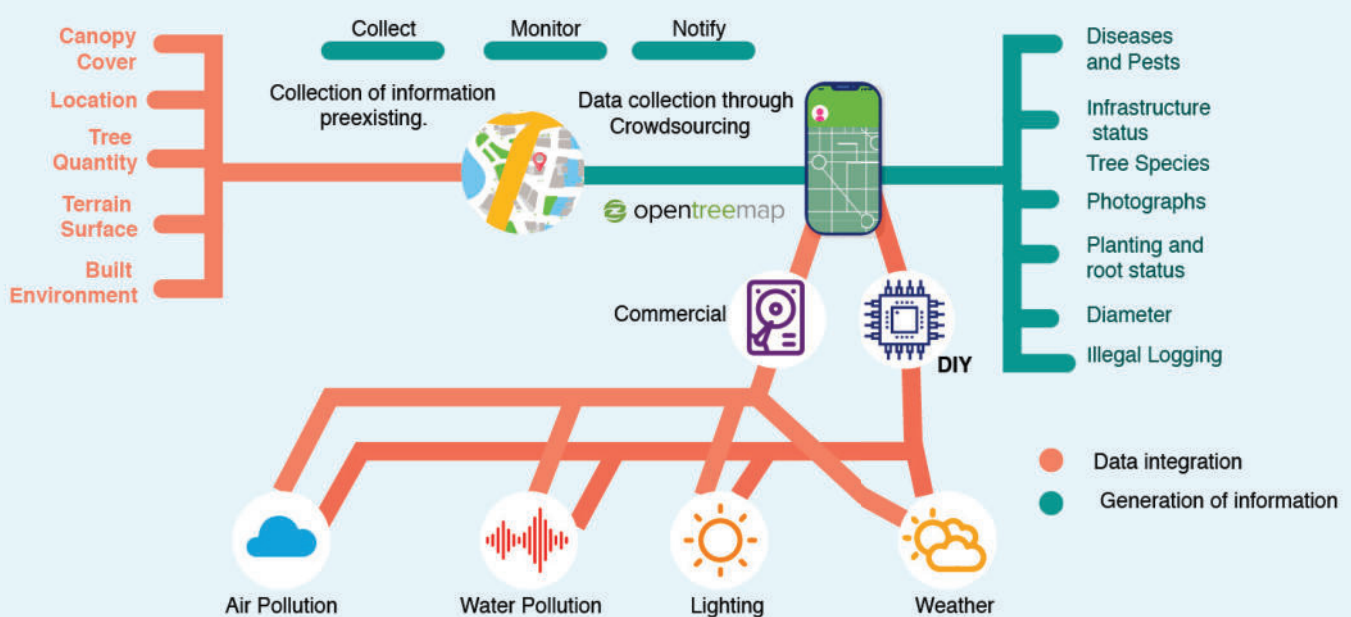 Collect
Monitor
Notify
Canopy
Cover
Location
Tree
Quantity
Terrain
Surface
Built
Environment
Collection of information
preexisting.
Data collection through
Crowdsourcing
opentreemap
Diseases
and Pests
Infrastructure
status
Tree Species
Photographs
Planting and
root status
Diameter
Illegal Logging
Commercial
DIY
Data integration
Generation of information
Air Pollution
Water Pollution
Lighting
Weather